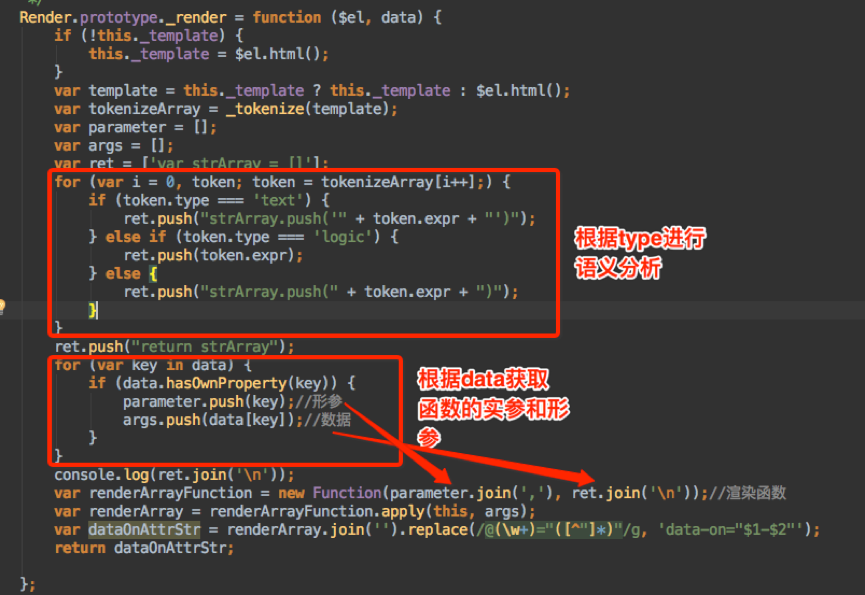 */
Render.prototype._render = function ($el, data) {
if (!this._template) {
this._template = $el.html();
}
var template = this._template ? this._template : $el.html();
var tokenizeArray = _tokenize(template);
var parameter = [];
var args = [];
var ret = ['var strArray = []'];
for (var i = 0, token; token = tokenizeArray[i++];) {
if (token.type === 'text') {
ret.push("strArray.push('" + token.expr + "')");
} else if (token.type === 'logic') {
ret.push(token.expr);
} else {
ret.push("strArray.push(" + token.expr + ")");
}
}
根据type进行
语义分析
ret.push("return strArray");
for (var key in data) {
if (data.hasOwnProperty(key)) {
parameter.push(key);//形参
args.push(data[key]);//数据
}
}
根据data获取
函数的实参和形
参
console.log(ret.join('\n'));
var renderArrayFunction = new Function(parameter.join(','), ret.join('\n'));//渲染函数
var renderArray = renderArrayFunction.apply(this, args);
var dataOnAttrStr = renderArray.join('').replace(/@(\w+)="([^"]*)"/g, 'data-on="$1-$2"');
return dataOnAttrStr;
};